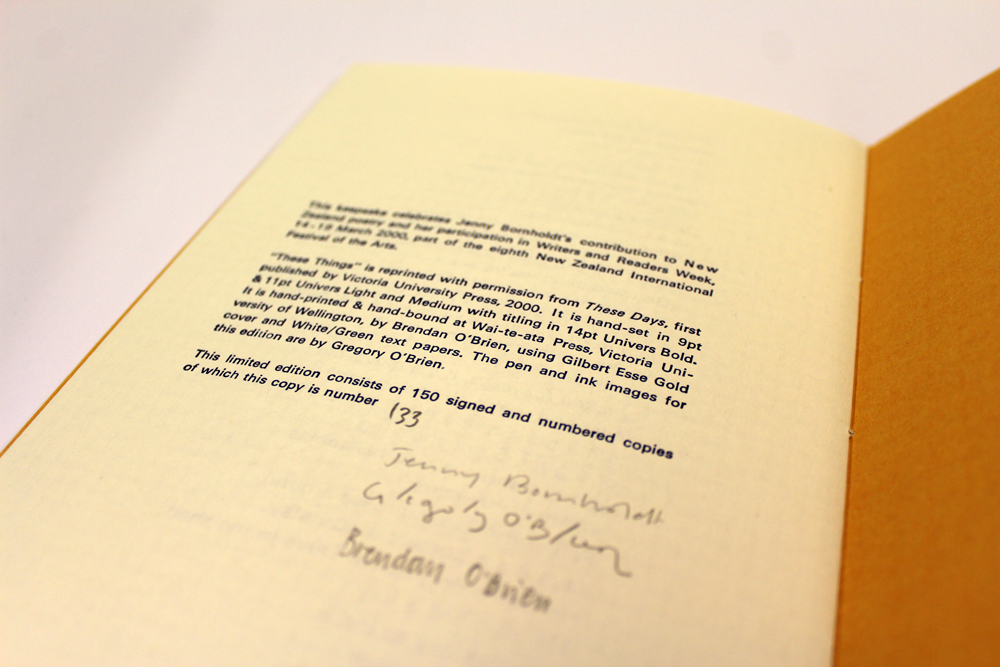 This keepsake celebrates Jenny Bornholdt's contribution to New
Zealand poetry and her participation in Writers and Readers Week,
14-19 March 2000, part of the eighth New Zealand International
Festival of the Arts.
"These Things" is reprinted with permission from These Days, first
published by Victoria University Press, 2000. It is hand-set in 9pt
& 11pt Univers Light and Medium with titling in 14pt Univers Bold.
It is hand-printed & hand-bound at Wai-te-ata Press, Victoria Uni-
versity of Wellington, by Brendan O'Brien, using Gilbert Esse Gold
cover and White/Green text papers. The pen and ink images for
this edition are by Gregory O'Brien.
This limited edition consists of 150 signed and numbered copies
of which this copy is number 133
Jenny Bornholdt
Gregory O'Brien
Brendan O'Brien